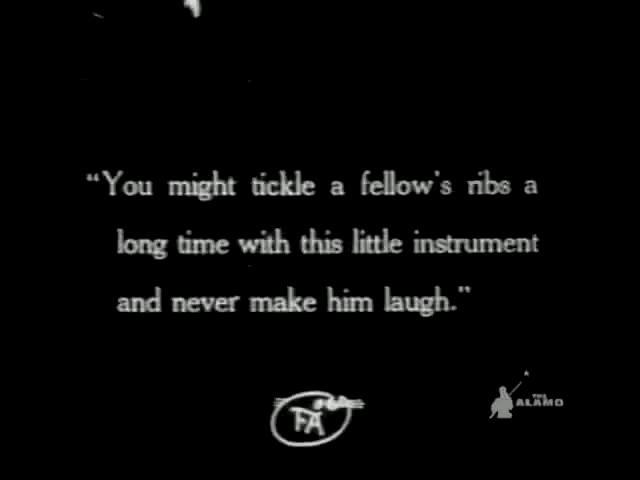 “You might tickle a fellow's ribs a
long time with this little instrument
and never make him laugh.”
FA
THE
ALAMO